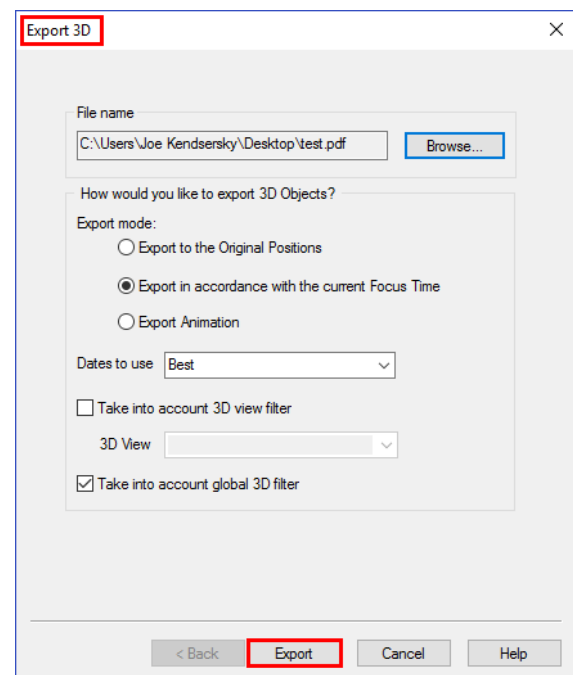 Export 3D
File name
C:\Users\Joe Kendsersky\Desktop\test.pdf
Browse...
How would you like to export 3D Objects?
Export mode:
Export to the Original Positions
Export in accordance with the current Focus Time
Export Animation
Dates to use Best
Take into account 3D view filter
3D View
Take into account global 3D filter
< Back Export Cancel Help